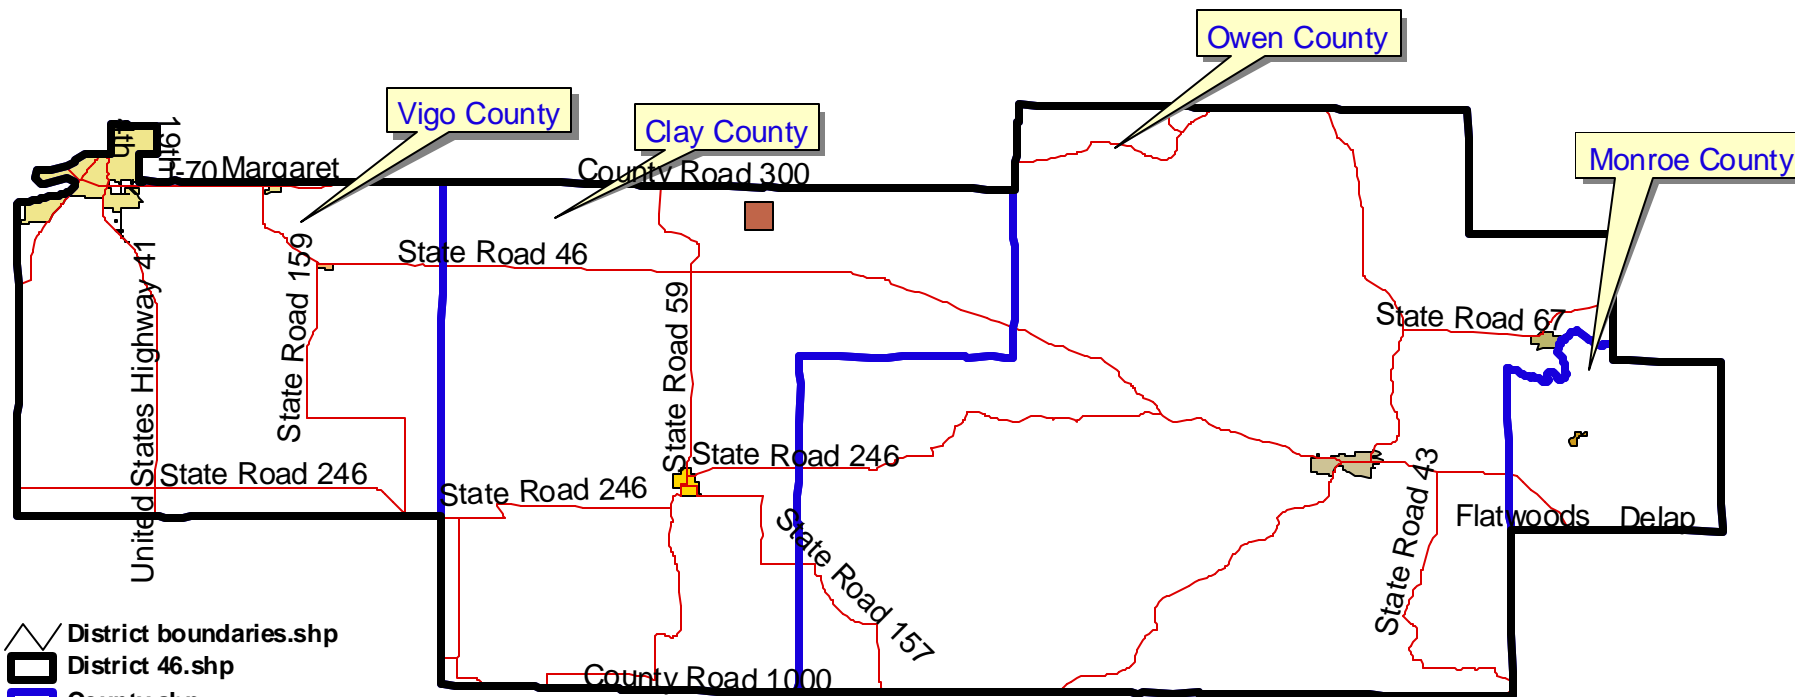 Owen County
Vigo County
Clay County
Monroe County
19th
I-70
Margaret
County Road 300
State Road 46
State Road 159
United States Highway 41
State Road 59
State Road 67
State Road 246
State Road 246
State Road 246
State Road 43
Flatwoods
Delap
State Road 157
County Road 1000
District boundaries.shp
District 46.shp